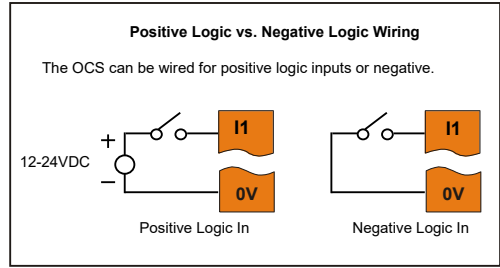 Positive Logic vs. Negative Logic Wiring
The OCS can be wired for positive logic inputs or negative.
I1
I1
+
12-24VDC
–
0V
0V
Positive Logic In
Negative Logic In